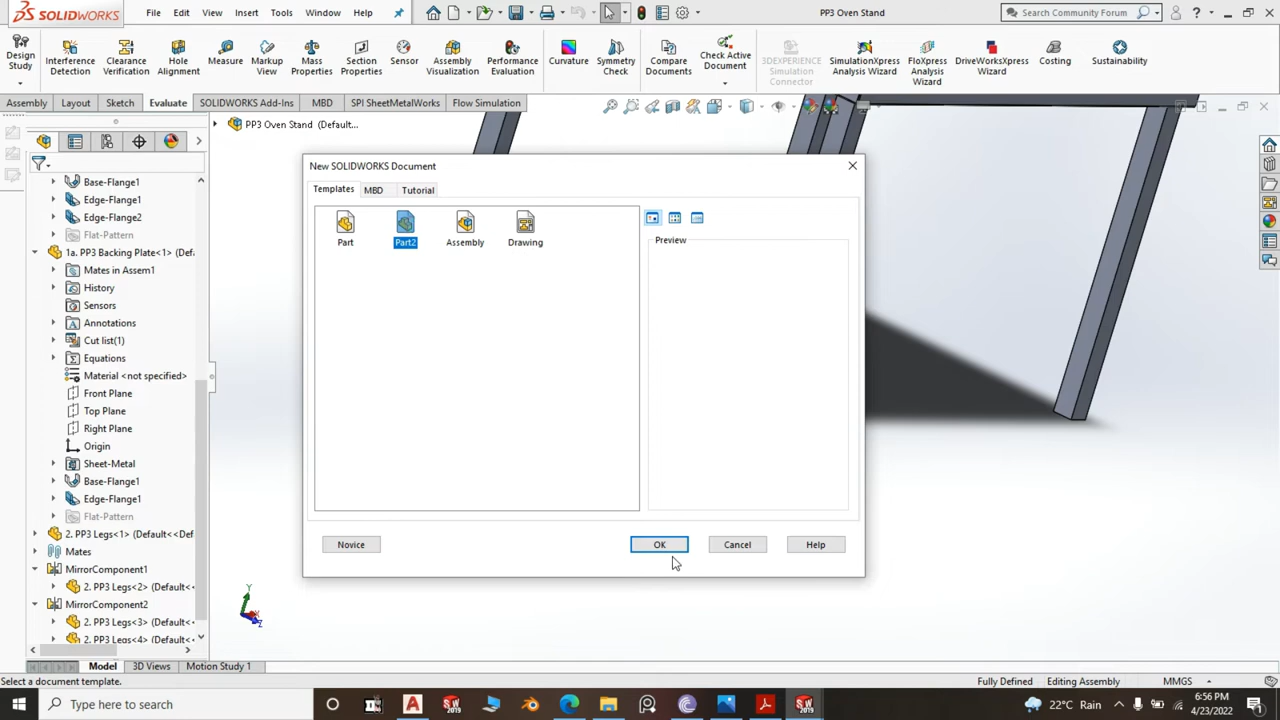 SOLIDWORKS File Edit View Insert Tools Window Help PP3 Oven Stand Search Community Forum
Design Study
Interference Detection
Clearance Verification
Hole Alignment
Measure
Markup View
Mass Properties
Section Properties
Sensor
Assembly Visualization
Performance Evaluation
Curvature
Symmetry Check
Compare Documents
Check Active Document
3DEXPERIENCE Simulation Connector
SimulationXpress Analysis Wizard
FloXpress Analysis Wizard
DriveWorksXpress Wizard
Costing
Sustainability
Assembly Layout Sketch Evaluate SOLIDWORKS Add-Ins MBD SPI SheetMetalWorks Flow Simulation
PP3 Oven Stand (Default...
Base-Flange1
Edge-Flange1
Edge-Flange2
Flat-Pattern
1a. PP3 Backing Plate<1> (Def
Mates in Assem1
History
Sensors
Annotations
Cut list(1)
Equations
Material <not specified>
Front Plane
Top Plane
Right Plane
Origin
Sheet-Metal
Base-Flange1
Edge-Flange1
Flat-Pattern
2. PP3 Legs<1> (Default<<De
Mates
MirrorComponent1
2. PP3 Legs<2> (Default<
MirrorComponent2
2. PP3 Legs<3> (Default<
2. PP3 Legs<4> (Default<
New SOLIDWORKS Document
Templates MBD Tutorial
Part Part2 Assembly Drawing
Preview
Novice OK Cancel Help
Y
X
Z
Model 3D Views Motion Study 1
Select a document template. Fully Defined Editing Assembly MMGS
Type here to search 22°C Rain 6:56 PM
4/23/2022